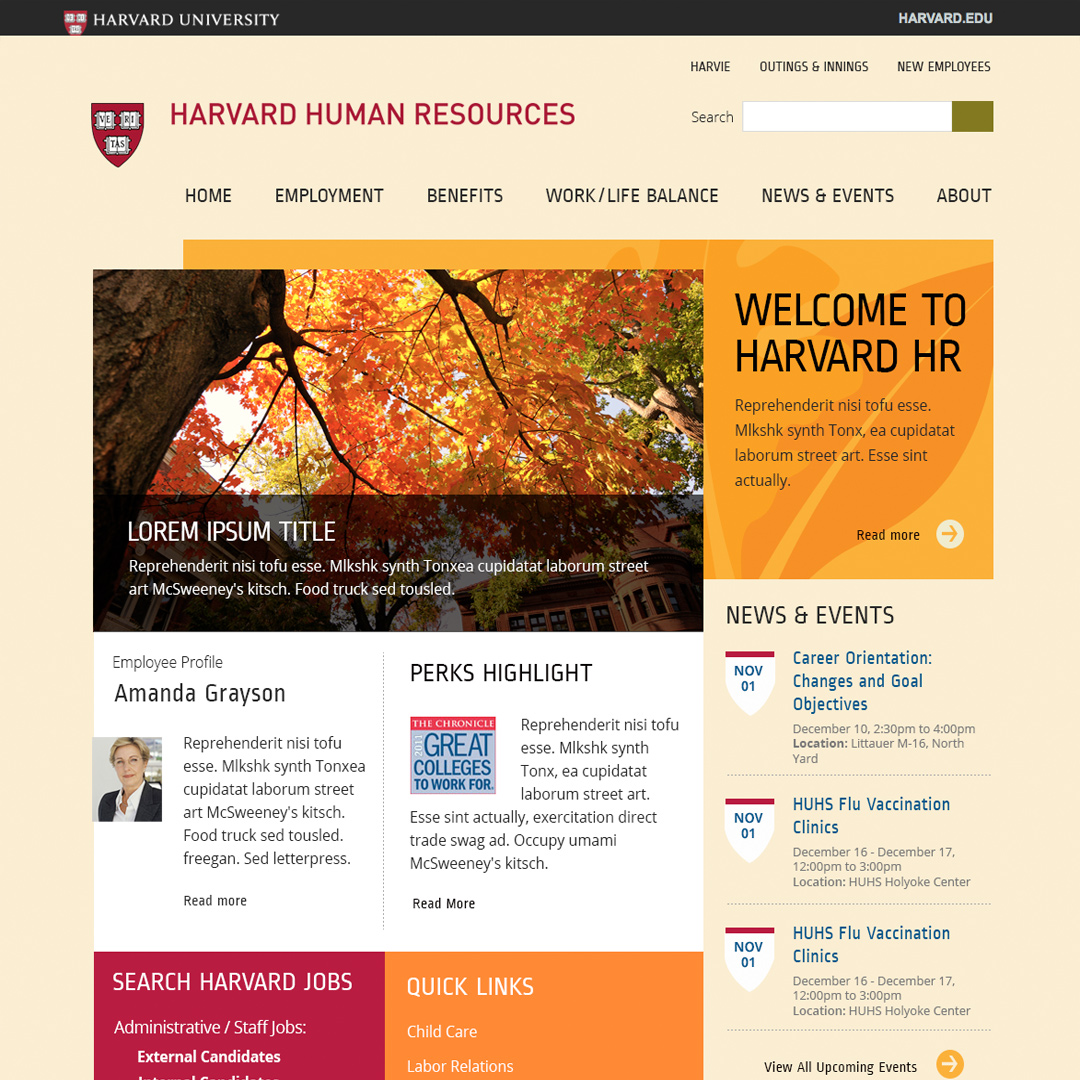 HARVARD UNIVERSITY
HARVARD.EDU
HARVIE
OUTINGS & INNINGS
NEW EMPLOYEES
VE RI
TAS
HARVARD HUMAN RESOURCES
Search
HOME
EMPLOYMENT
BENEFITS
WORK/LIFE BALANCE
NEWS & EVENTS
ABOUT
LOREM IPSUM TITLE
Reprehenderit nisi tofu esse. Mlkshk synth Tonxea cupidatat laborum street
art McSweeney's kitsch. Food truck sed tousled.
WELCOME TO
HARVARD HR
Reprehenderit nisi tofu esse.
Mlkshk synth Tonx, ea cupidatat
laborum street art. Esse sint
actually.
Read more
Employee Profile
Amanda Grayson
Reprehenderit nisi tofu
esse. Mlkshk synth Tonxea
cupidatat laborum street
art McSweeney's kitsch.
Food truck sed tousled.
freegan. Sed letterpress.
Read more
PERKS HIGHLIGHT
THE CHRONICLE
2011
GREAT
COLLEGES
TO WORK FOR.
Reprehenderit nisi tofu
esse. Mlkshk synth
Tonx, ea cupidatat
laborum street art.
Esse sint actually, exercitation direct
trade swag ad. Occupy umami
McSweeney's kitsch.
Read More
NEWS & EVENTS
NOV
01
Career Orientation:
Changes and Goal
Objectives
December 10, 2:30pm to 4:00pm
Location: Littauer M-16, North
Yard
NOV
01
HUHS Flu Vaccination
Clinics
December 16 - December 17,
12:00pm to 3:00pm
Location: HUHS Holyoke Center
NOV
01
HUHS Flu Vaccination
Clinics
December 16 - December 17,
12:00pm to 3:00pm
Location: HUHS Holyoke Center
View All Upcoming Events
SEARCH HARVARD JOBS
Administrative / Staff Jobs:
External Candidates
Internal Candidates
QUICK LINKS
Child Care
Labor Relations